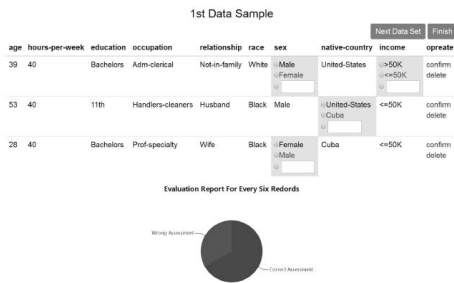 1st Data Sample
Next Data Set Finish
age hours-per-week education occupation relationship race sex native-country income opreate
39 40 Bachelors Adm-clerical Not-in-family White Male United-States >50K confirm
Female <=50K delete
53 40 11th Handlers-cleaners Husband Black Male United-States <=50K confirm
Cuba delete
28 40 Bachelors Prof-specialty Wife Black Female Cuba <=50K confirm
Male delete
Evaluation Report For Every Six Redords
Wrong Assessment
Correct Assessment